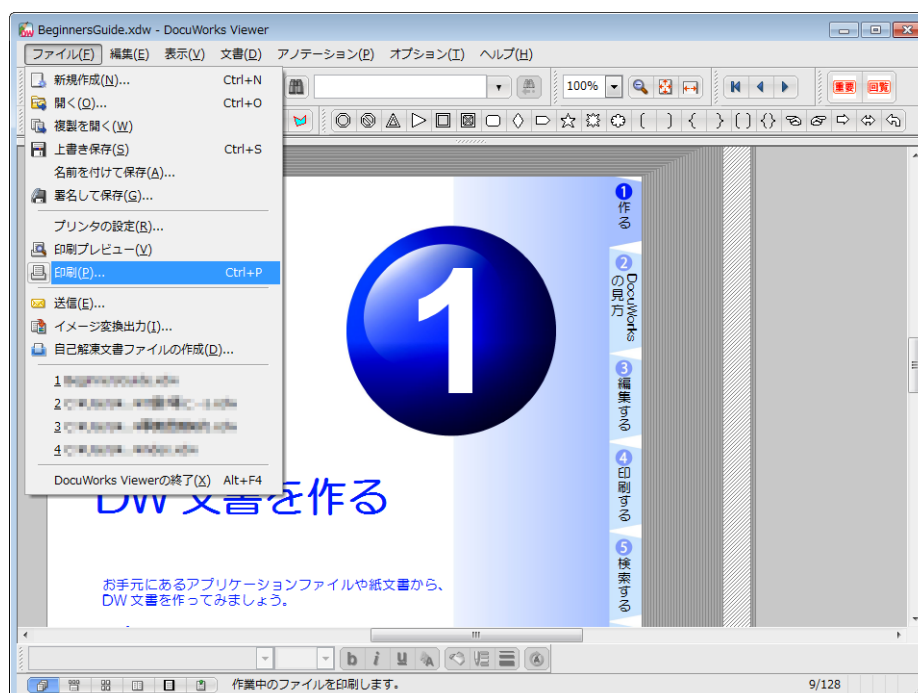 BeginnersGuide.xdw - DocuWorks Viewer
ファイル(F) 編集(E) 表示(V) 文書(D) アノテーション(P) オプション(T) ヘルプ(H)
新規作成(N)... Ctrl+N
開く(O)... Ctrl+O
複製を開く(W)
上書き保存(S) Ctrl+S
名前を付けて保存(A)...
署名して保存(G)...
プリンタの設定(R)...
印刷プレビュー(V)
印刷(P)... Ctrl+P
送信(E)...
イメージ変換出力(I)...
自己解凍文書ファイルの作成(D)...
1
2
3
4
DocuWorks Viewerの終了(X) Alt+F4
100%
重要 回覧
1
1 作る
2 DocuWorksの見方
3 編集する
4 印刷する
5 検索する
DW 文書を作る
お手元にあるアプリケーションファイルや紙文書から、
DW 文書を作ってみましょう。
b i U
A
作業中のファイルを印刷します。 9/128